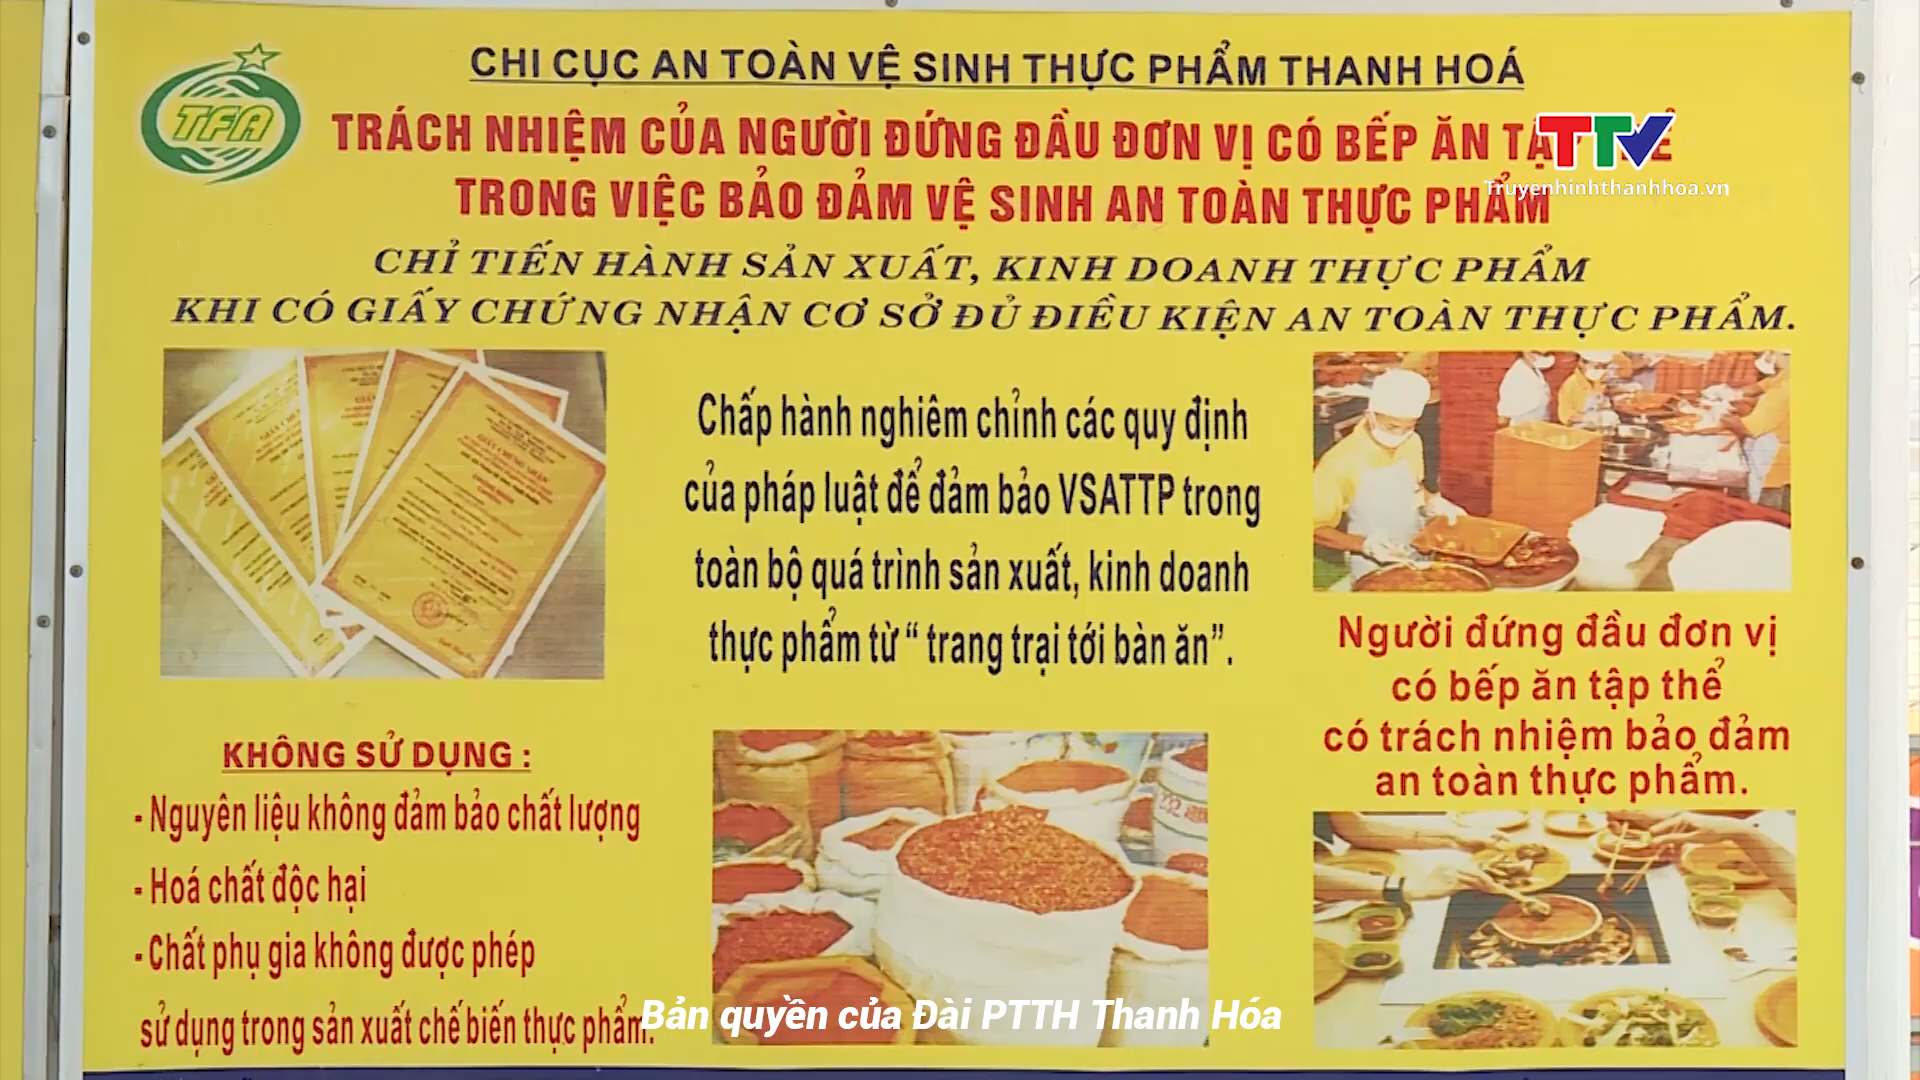 CHI CỤC AN TOÀN VỆ SINH THỰC PHẨM THANH HOÁ
TFA
TRÁCH NHIỆM CỦA NGƯỜI ĐỨNG ĐẦU ĐƠN VỊ CÓ BẾP ĂN
TTV
TRONG VIỆC BẢO ĐẢM VỆ SINH AN TOÀN THỰC PHẨM
Truyenhinhthanhhoa.vn
CHỈ TIẾN HÀNH SẢN XUẤT, KINH DOANH THỰC PHẨM
KHI CÓ GIẤY CHỨNG NHẬN CƠ SỞ ĐỦ ĐIỀU KIỆN AN TOÀN THỰC PHẨM.
Chấp hành nghiêm chỉnh các quy định
của pháp luật để đảm bảo VSATTP trong
toàn bộ quá trình sản xuất, kinh doanh
thực phẩm từ “ trang trại tới bàn ăn”.
Người đứng đầu đơn vị
có bếp ăn tập thể
có trách nhiệm bảo đảm
an toàn thực phẩm.
KHÔNG SỬ DỤNG :
- Nguyên liệu không đảm bảo chất lượng
- Hoá chất độc hại
- Chất phụ gia không được phép
sử dụng trong sản xuất chế biến thực phẩm.
Bản quyền của Đài PTTH Thanh Hóa